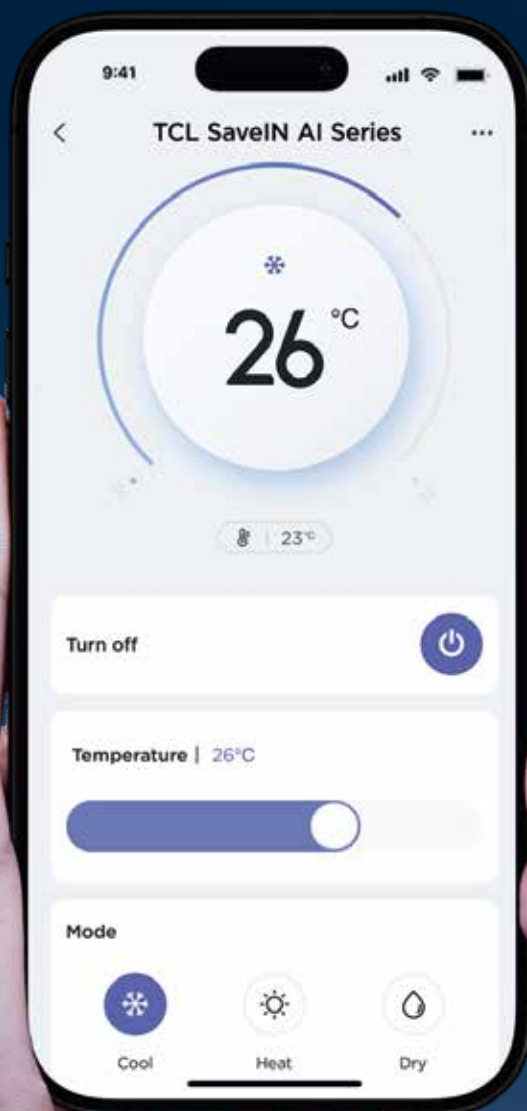 9:41
TCL SaveIN AI Series
26 °C
23°C
Turn off
Temperature | 26°C
Mode
Cool Heat Dry